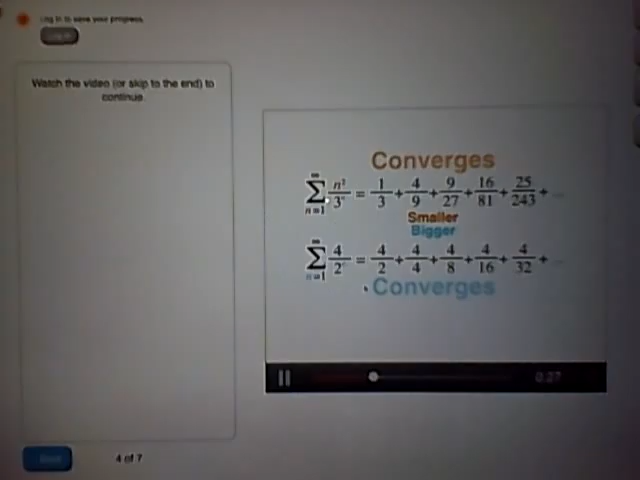 Log in to save your progress.
Log In
Watch the video (or skip to the end) to
continue.
Converges
∞
∑ n²/3ⁿ = 1/3 + 4/9 + 9/27 + 16/81 + 25/243 + ...
n=1
Smaller
Bigger
∞
∑ 4/2ⁿ = 4/2 + 4/4 + 4/8 + 4/16 + 4/32 + ...
n=1
Converges
0:27
4 of 7